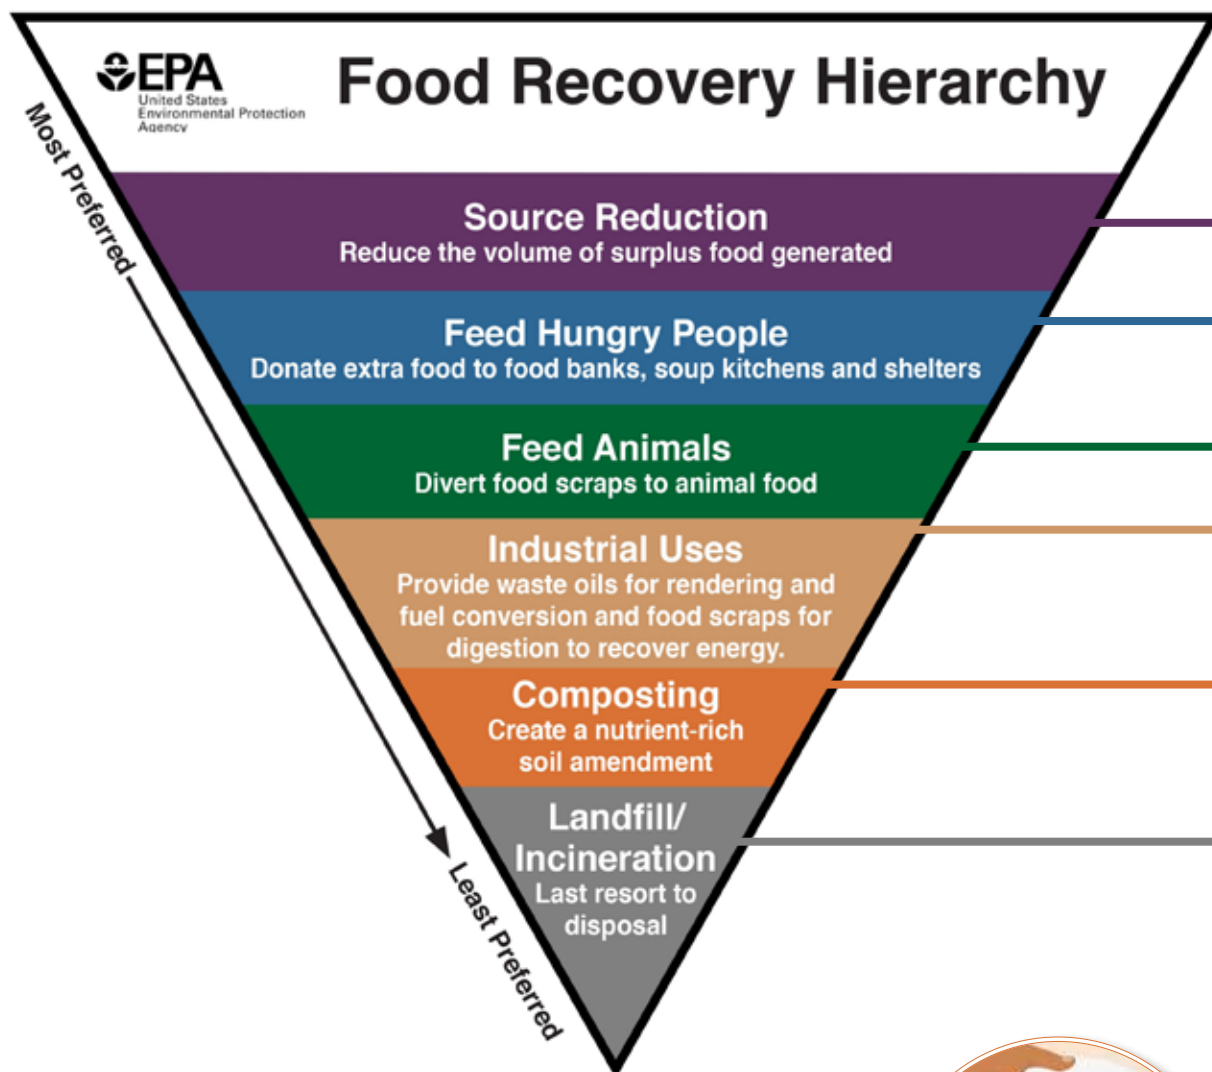 EPA
United States
Environmental Protection
Agency
Food Recovery Hierarchy
Most Preferred
Source Reduction
Reduce the volume of surplus food generated
Feed Hungry People
Donate extra food to food banks, soup kitchens and shelters
Feed Animals
Divert food scraps to animal food
Industrial Uses
Provide waste oils for rendering and
fuel conversion and food scraps for
digestion to recover energy.
Composting
Create a nutrient-rich
soil amendment
Landfill/
Incineration
Last resort to
disposal
Least Preferred